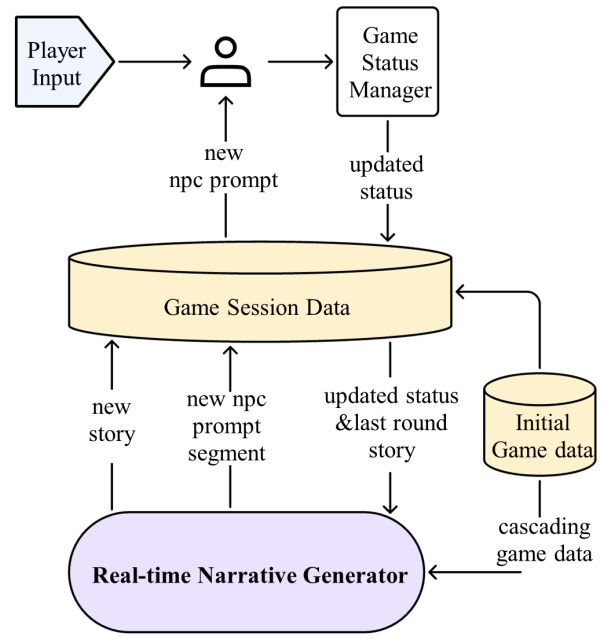 Player
Input
Game
Status
Manager
new
npc prompt
updated
status
Game Session Data
new
story
new npc
prompt
segment
updated status
&last round
story
Initial
Game data
cascading
game data
Real-time Narrative Generator